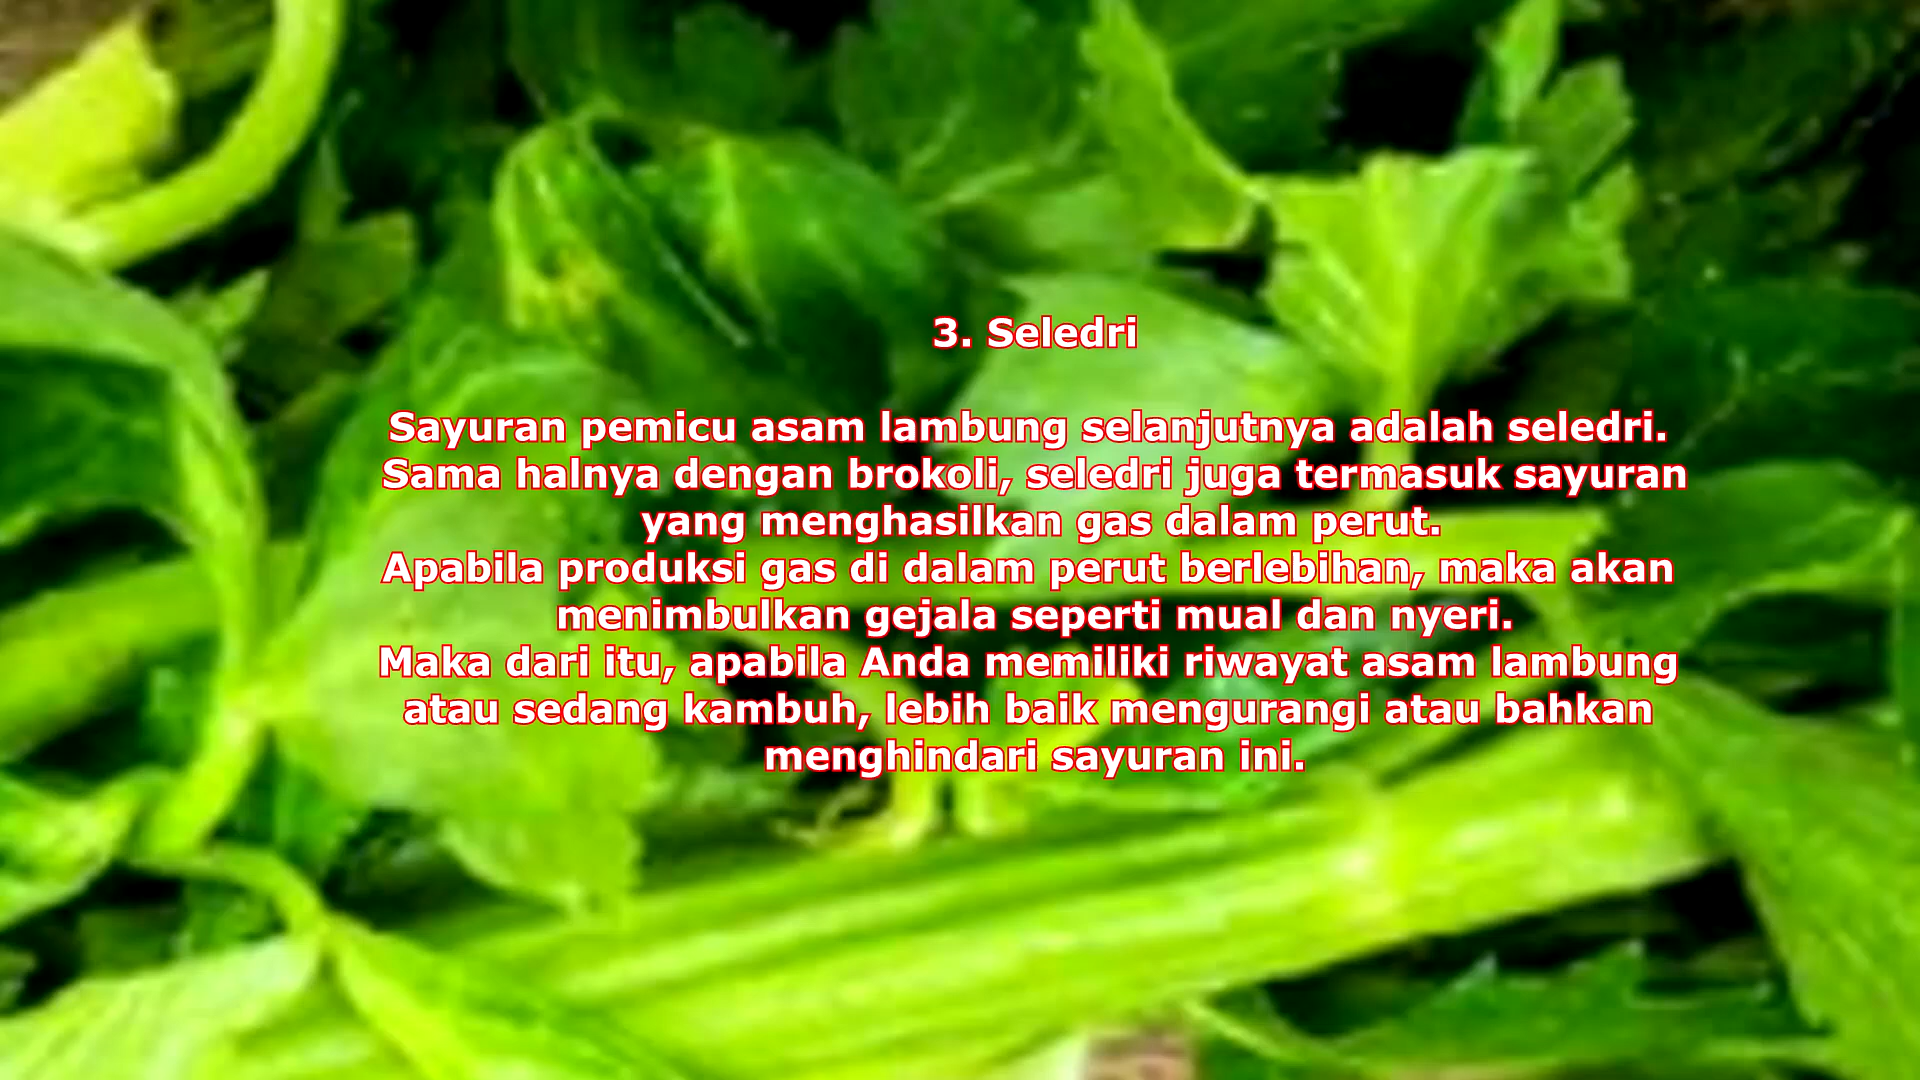 3. Seledri
Sayuran pemicu asam lambung selanjutnya adalah seledri.
Sama halnya dengan brokoli, seledri juga termasuk sayuran
yang menghasilkan gas dalam perut.
Apabila produksi gas di dalam perut berlebihan, maka akan
menimbulkan gejala seperti mual dan nyeri.
Maka dari itu, apabila Anda memiliki riwayat asam lambung
atau sedang kambuh, lebih baik mengurangi atau bahkan
menghindari sayuran ini.